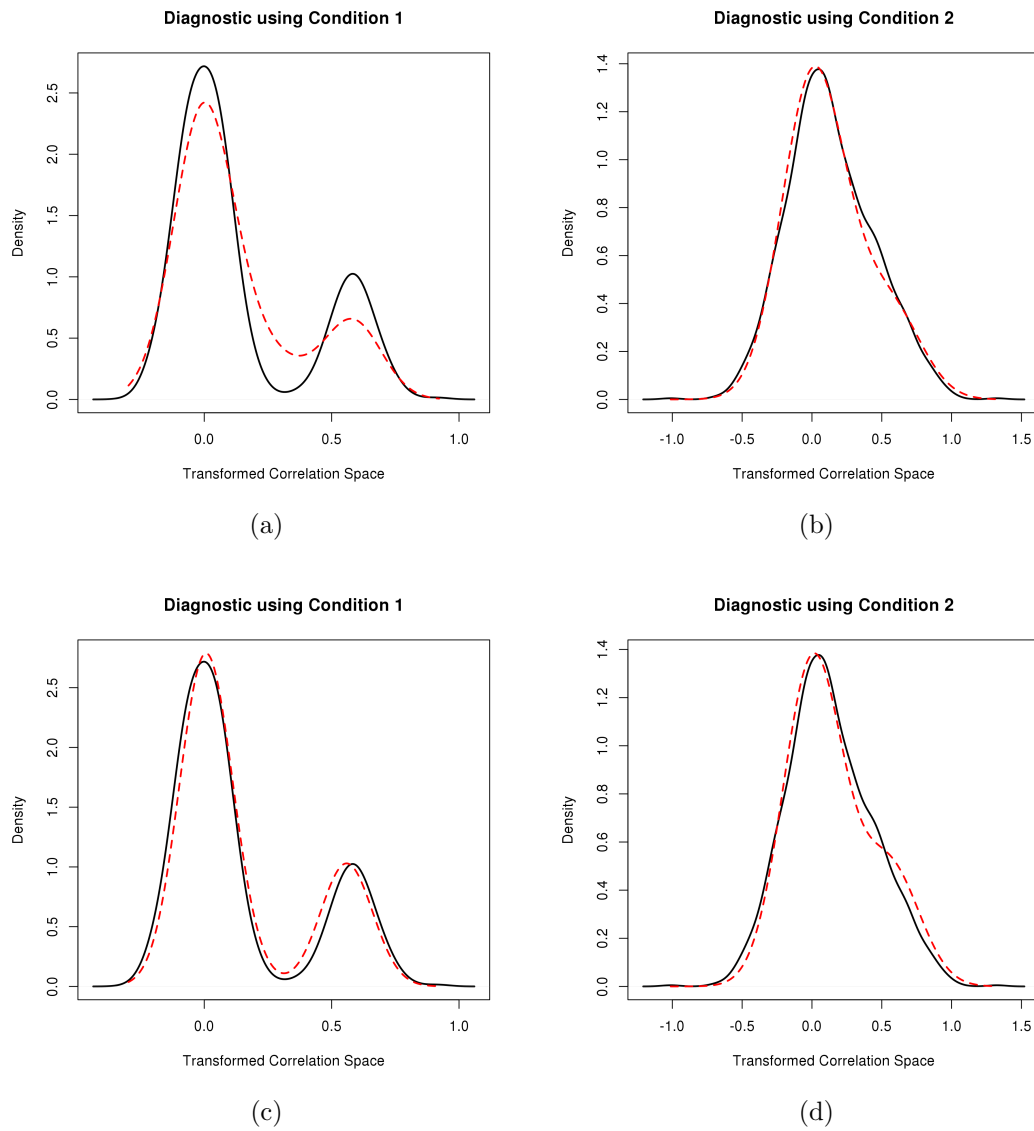 Diagnostic using Condition 1
Density
0.0 0.5 1.0 1.5 2.0 2.5
0.0 0.5 1.0
Transformed Correlation Space
(a)
Diagnostic using Condition 2
Density
0.0 0.2 0.4 0.6 0.8 1.0 1.2 1.4
-1.0 -0.5 0.0 0.5 1.0 1.5
Transformed Correlation Space
(b)
Diagnostic using Condition 1
Density
0.0 0.5 1.0 1.5 2.0 2.5
0.0 0.5 1.0
Transformed Correlation Space
(c)
Diagnostic using Condition 2
Density
0.0 0.2 0.4 0.6 0.8 1.0 1.2 1.4
-1.0 -0.5 0.0 0.5 1.0 1.5
Transformed Correlation Space
(d)